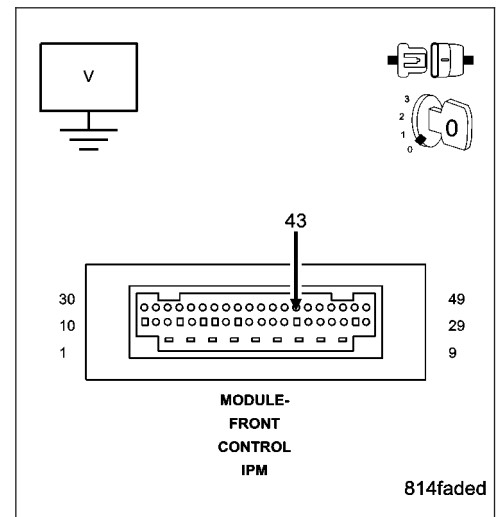 V
3
2
1
0
0
43
30
49
10
29
1
9
MODULE-
FRONT
CONTROL
IPM
814faded